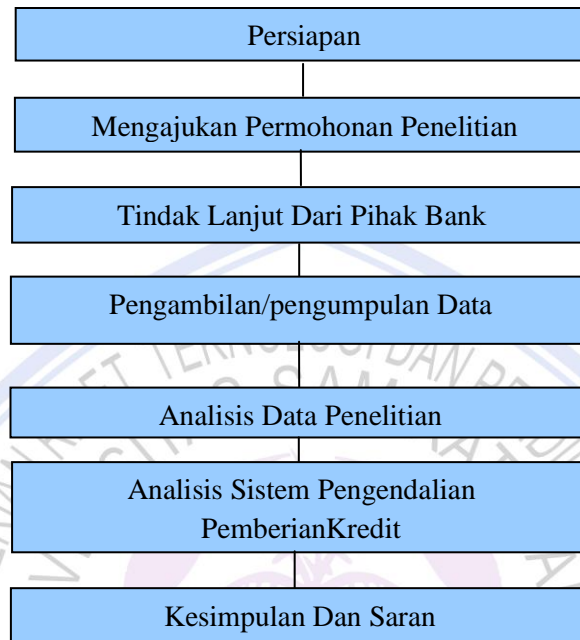 Persiapan
Mengajukan Permohonan Penelitian
Tindak Lanjut Dari Pihak Bank
Pengambilan/pengumpulan Data
Analisis Data Penelitian
Analisis Sistem Pengendalian
PemberianKredit
Kesimpulan Dan Saran